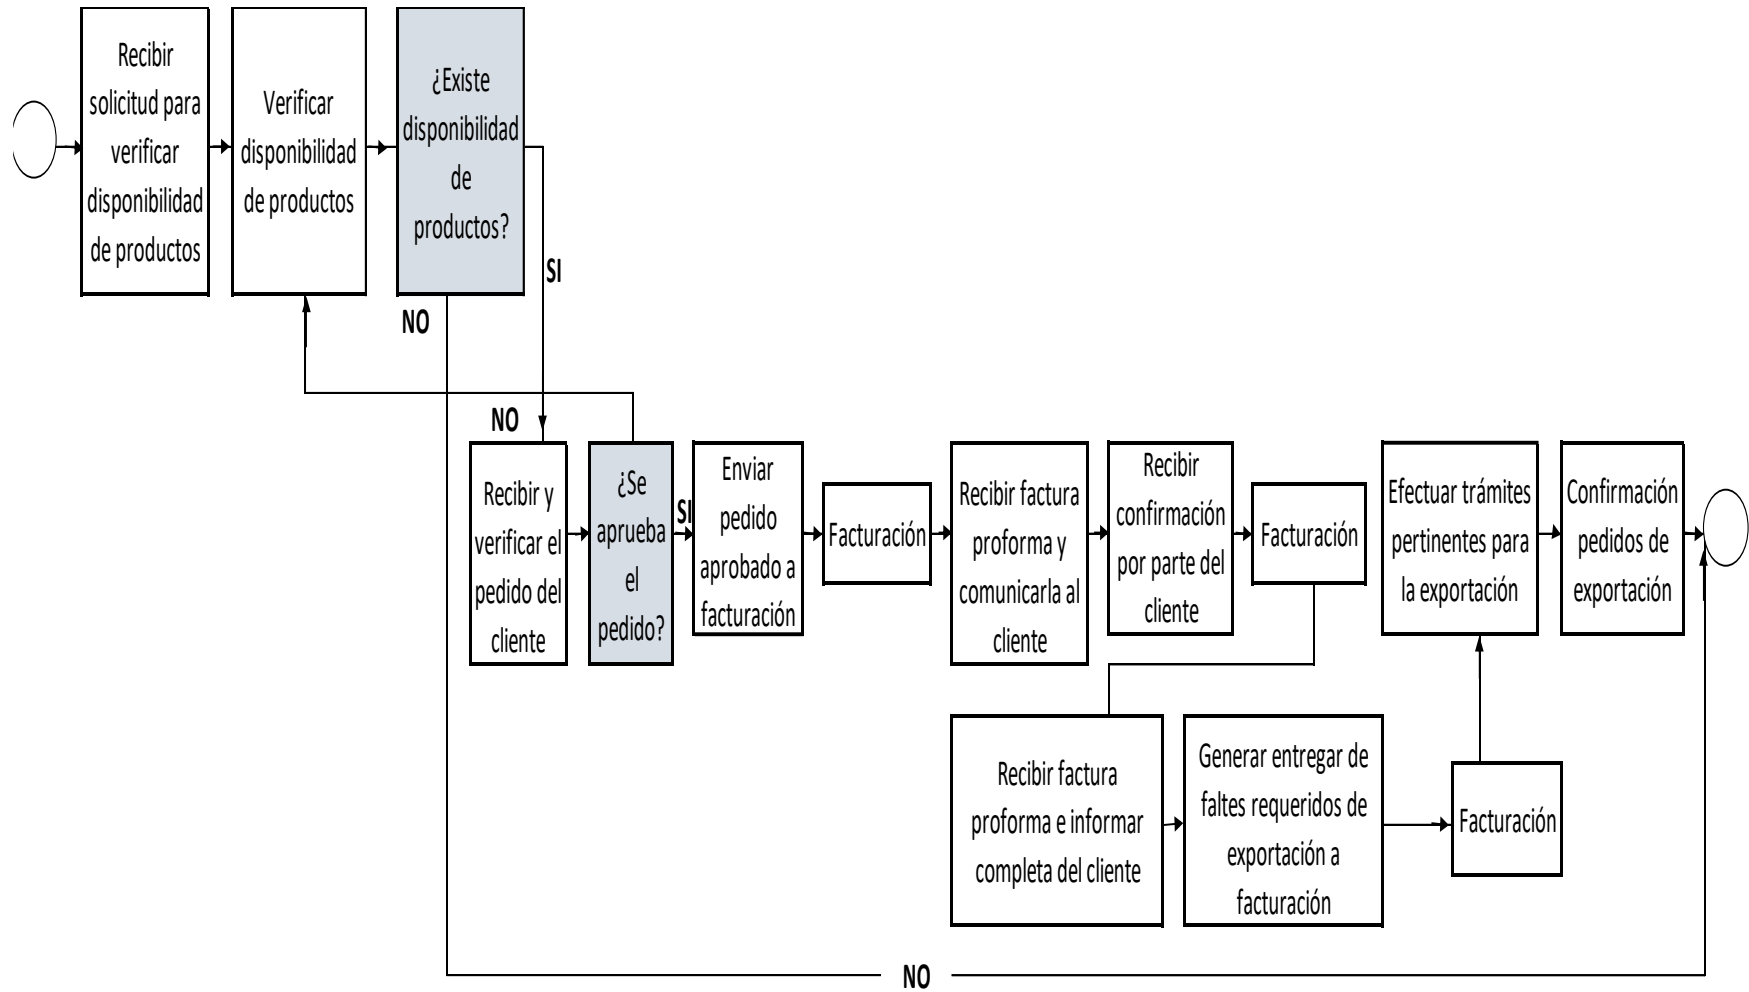 Recibir
solicitud para
verificar
disponibilidad
de productos
Verificar
disponibilidad
de productos
¿Existe
disponibilidad
de
productos?
SI
NO
NO
Recibir y
verificar el
pedido del
cliente
¿Se
aprueba
el
pedido?
SI
Enviar
pedido
aprobado a
facturación
Facturación
Recibir factura
proforma y
comunicarla al
cliente
Recibir
confirmación
por parte del
cliente
Facturación
Efectuar trámites
pertinentes para
la exportación
Confirmación
pedidos de
exportación
Recibir factura
proforma e informar
completa del cliente
Generar entregar de
faltes requeridos de
exportación a
facturación
Facturación
NO